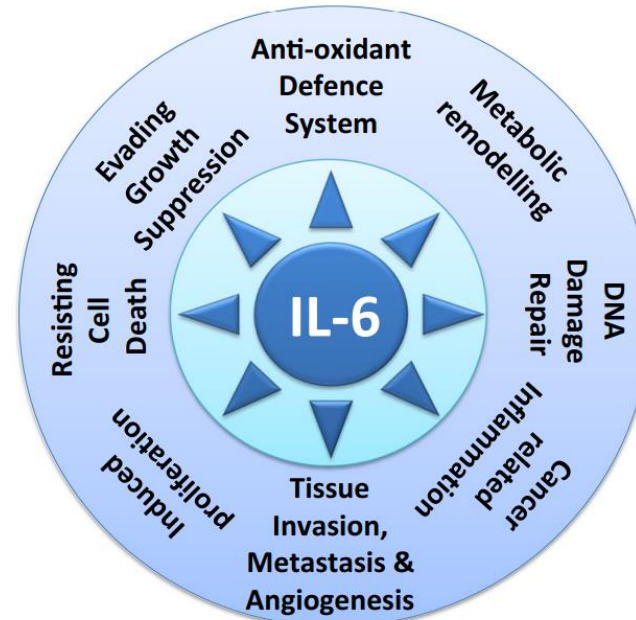 Anti-oxidant
Defence
System
Metabolic
remodelling
DNA
Damage
Repair
Cancer
related
Inflammation
Tissue
Invasion,
Metastasis &
Angiogenesis
Induced
proliferation
Resisting
Cell
Death
Evading
Growth
Suppression
IL-6